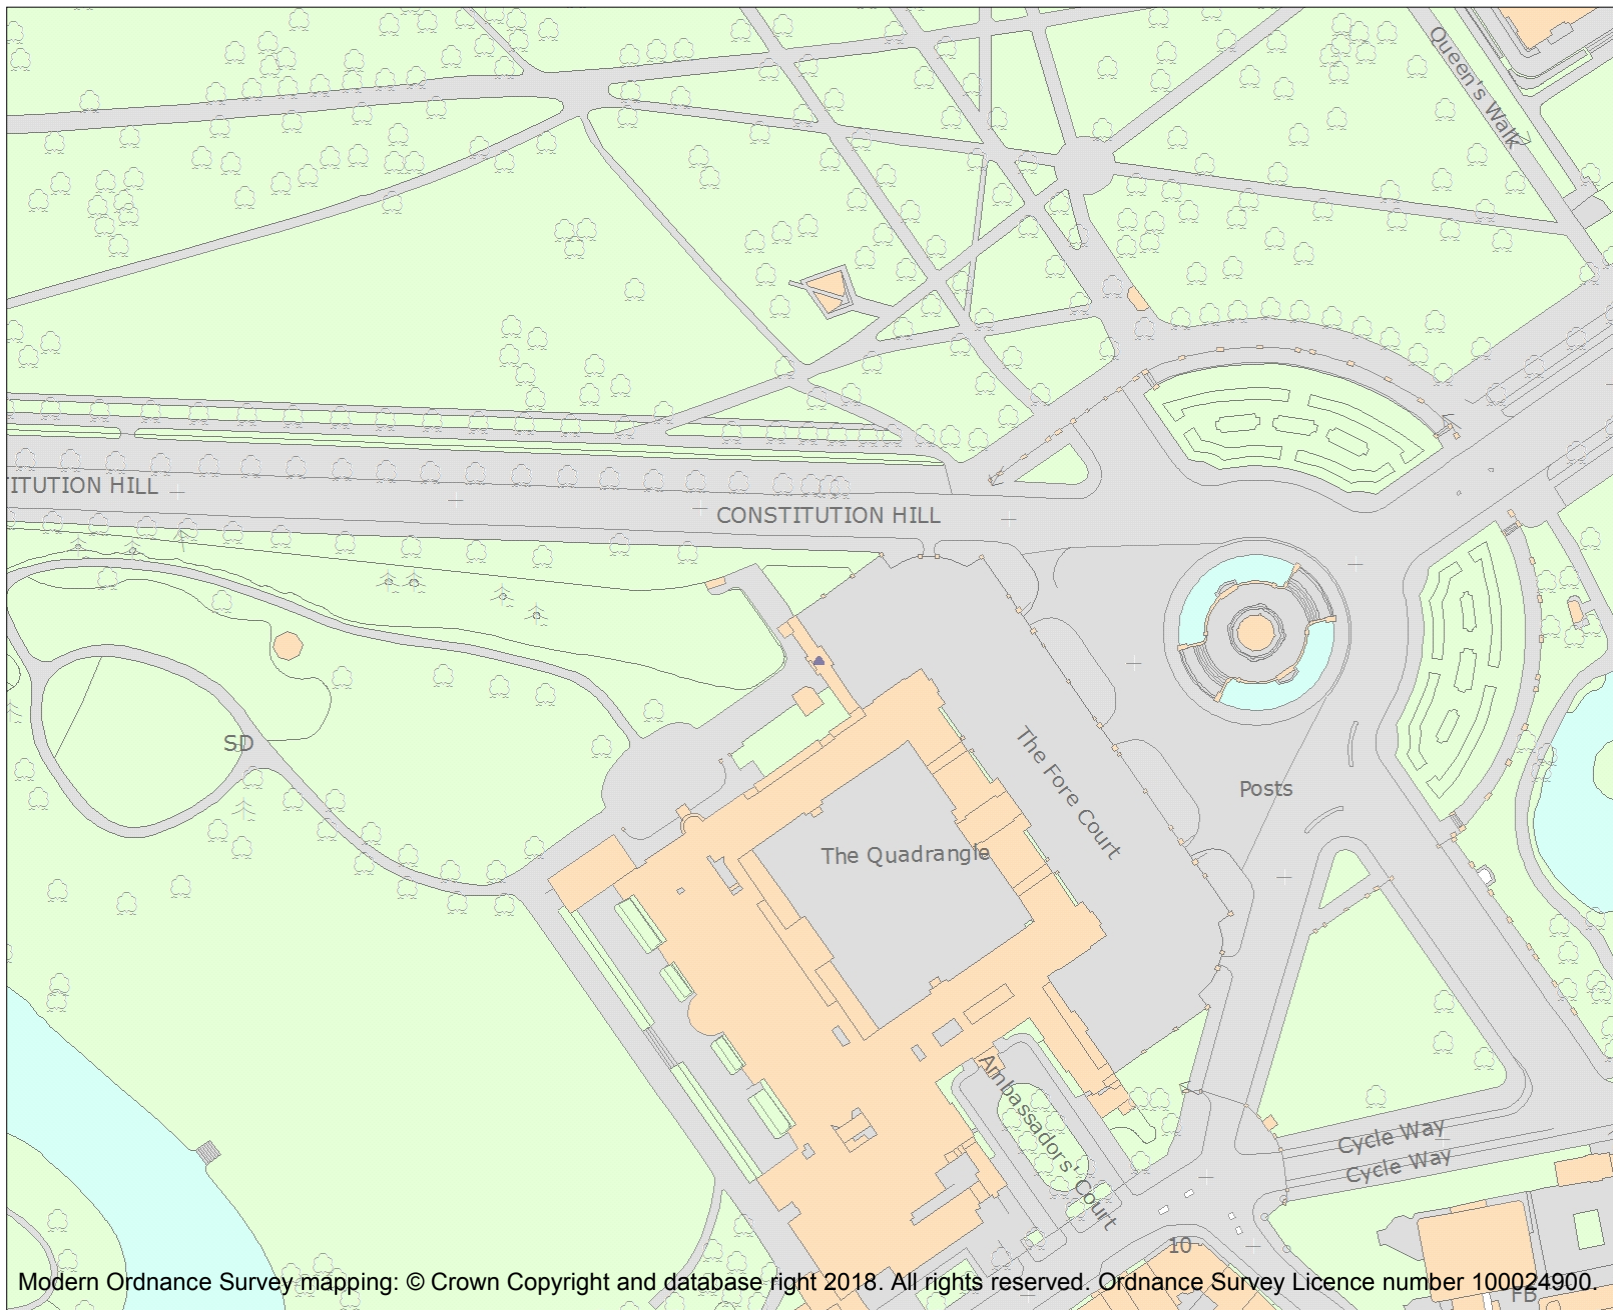 Queen's Walk
TITUTION HILL
CONSTITUTION HILL
SD
The Fore Court
Posts
The Quadrangle
Ambassadors' Court
Cycle Way
Cycle Way
10
Modern Ordnance Survey mapping: © Crown Copyright and database right 2018. All rights reserved. Ordnance Survey Licence number 100024900.
FB